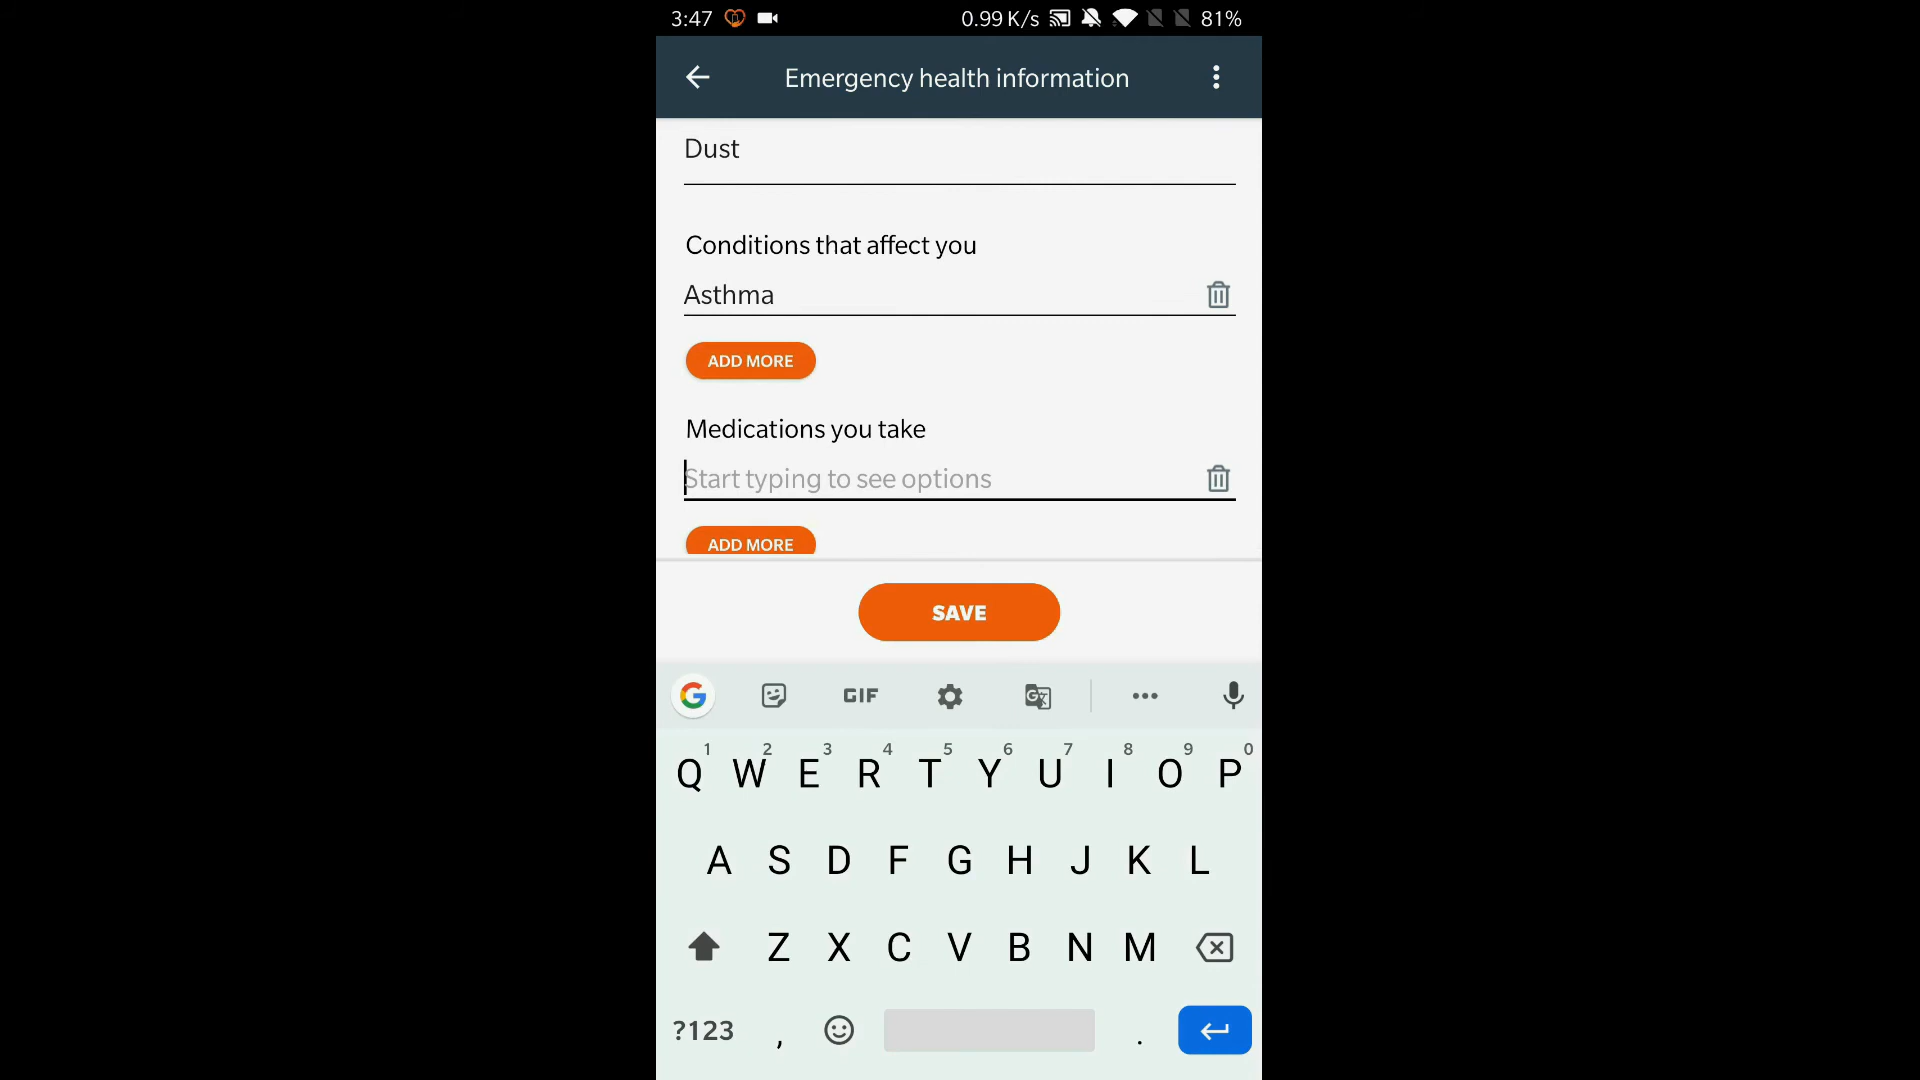 3:47 0.99 K/s 81%
Emergency health information
Dust
Conditions that affect you
Asthma
ADD MORE
Medications you take
Start typing to see options
ADD MORE
SAVE
G GIF G文
1 2 3 4 5 6 7 8 9 0
Q W E R T Y U I O P
A S D F G H J K L
Z X C V B N M
?123 , .